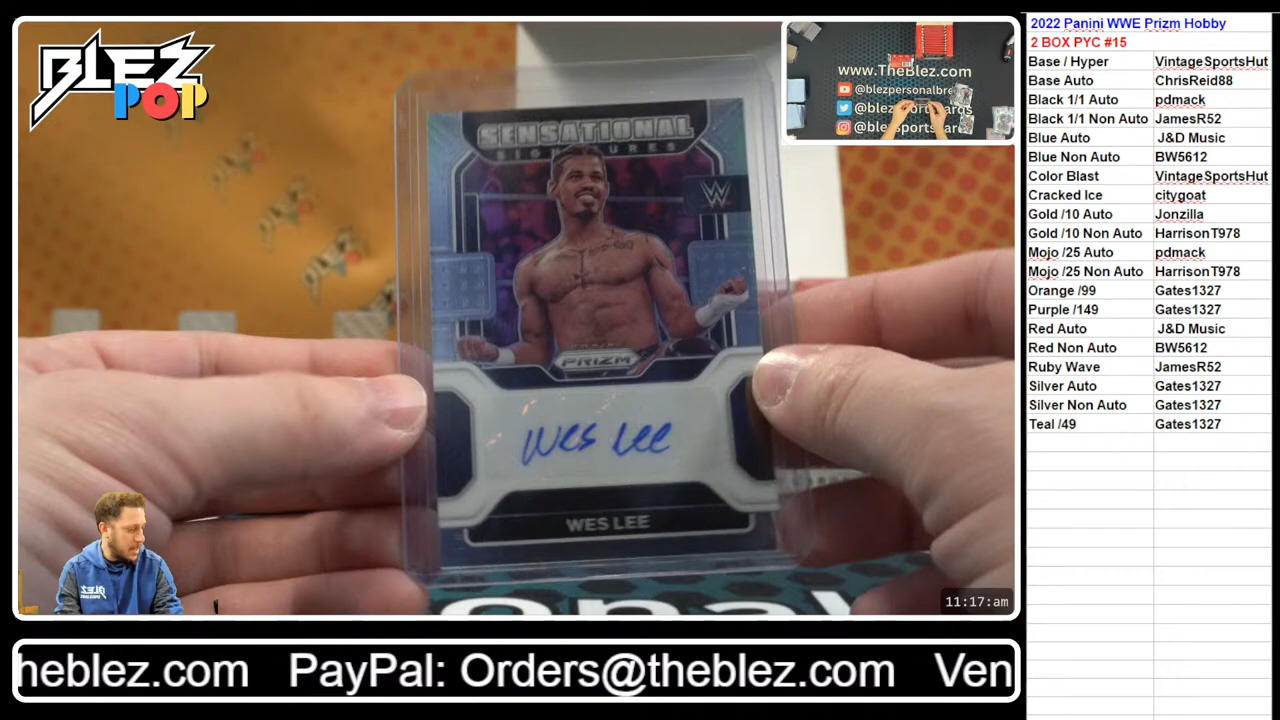 BLEZ
POP
SENSATIONAL
SIGNATURES
W
PRIZM
Wes Lee
WES LEE
www.TheBlez.com
11:17:am
heblez.com PayPal: Orders@theblez.com Ven
2022 Panini WWE Prizm Hobby
2 BOX PYC #15
Base / Hyper VintageSportsHut
Base Auto ChrisReid88
Black 1/1 Auto pdmack
Black 1/1 Non Auto JamesR52
Blue Auto J&D Music
Blue Non Auto BW5612
Color Blast VintageSportsHut
Cracked Ice citygoat
Gold /10 Auto Jonzilla
Gold /10 Non Auto HarrisonT978
Mojo /25 Auto pdmack
Mojo /25 Non Auto HarrisonT978
Orange /99 Gates1327
Purple /149 Gates1327
Red Auto J&D Music
Red Non Auto BW5612
Ruby Wave JamesR52
Silver Auto Gates1327
Silver Non Auto Gates1327
Teal /49 Gates1327